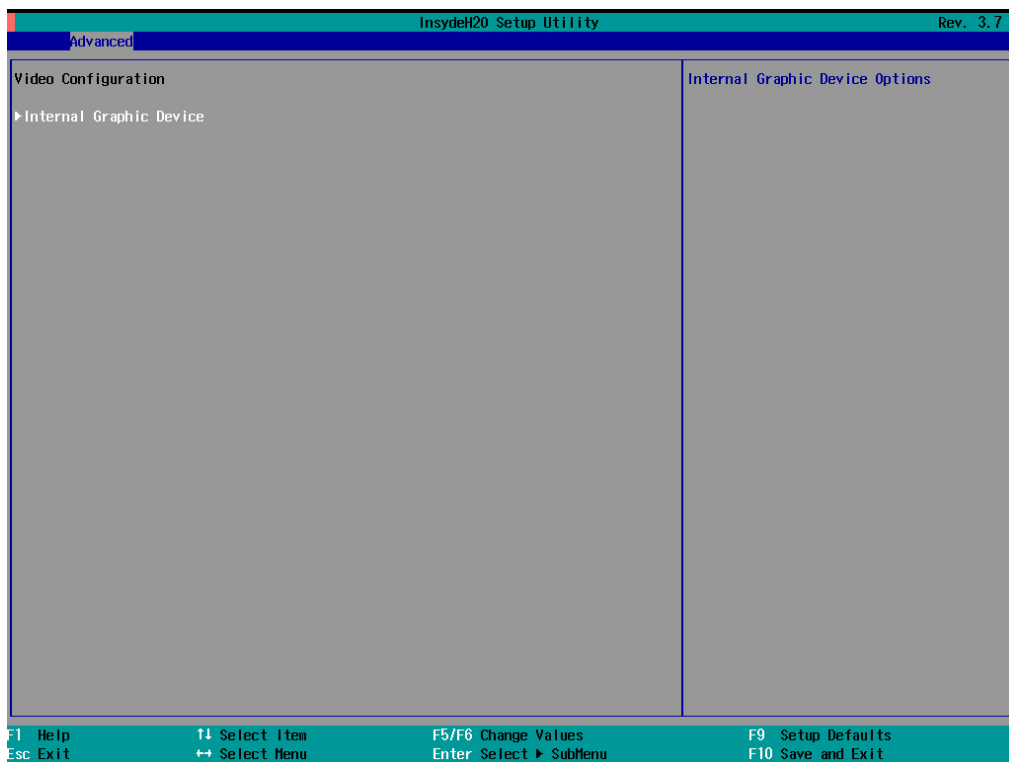 InsydeH20 Setup Utility Rev. 3.7
Advanced
Video Configuration
Internal Graphic Device Options
▶Internal Graphic Device
F1 Help ↑↓ Select Item F5/F6 Change Values F9 Setup Defaults
Esc Exit ↔ Select Menu Enter Select ▶ SubMenu F10 Save and Exit